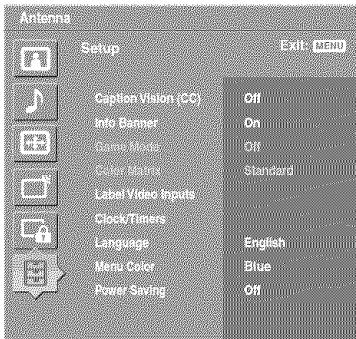 Antenna
Setup Exit: MENU
Caption Vision (CC) Off
Info Banner On
Game Mode Off
Color Matrix Standard
Label Video Inputs
Clock/Timers
Language English
Menu Color Blue
Power Saving Off